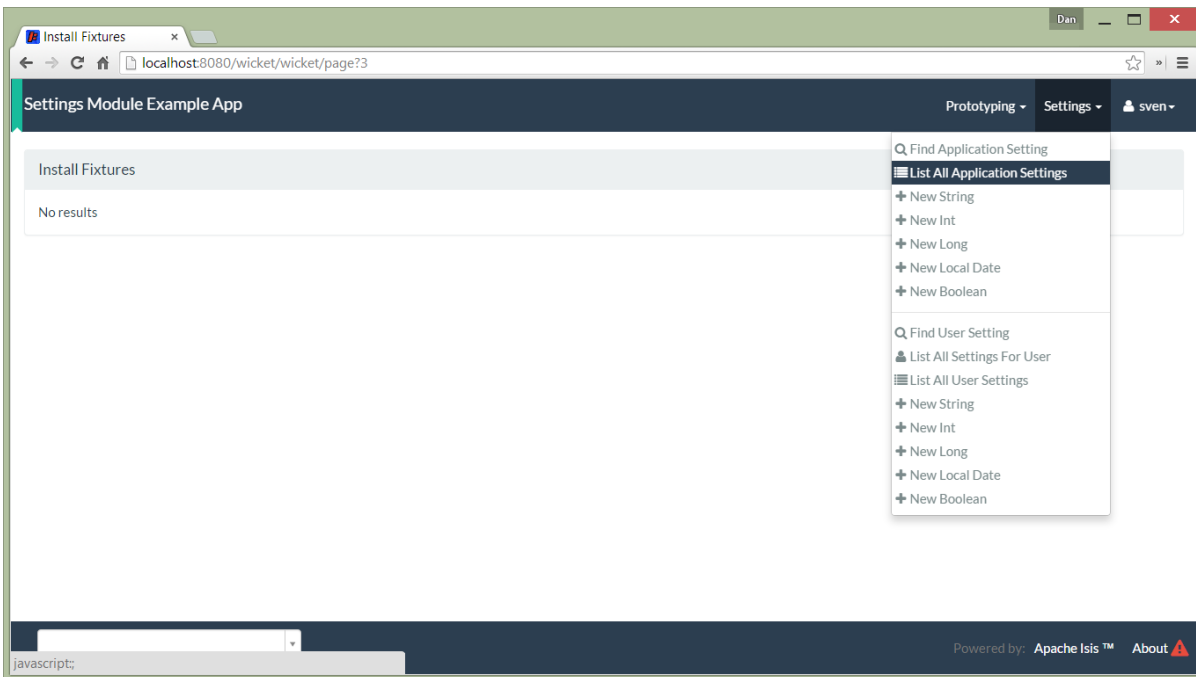 Dan
Install Fixtures
localhost:8080/wicket/wicket/page?3
Settings Module Example App
Prototyping
Settings
sven
Install Fixtures
No results
Find Application Setting
List All Application Settings
New String
New Int
New Long
New Local Date
New Boolean
Find User Setting
List All Settings For User
List All User Settings
New String
New Int
New Long
New Local Date
New Boolean
javascript:;
Powered by: Apache Isis ™ About